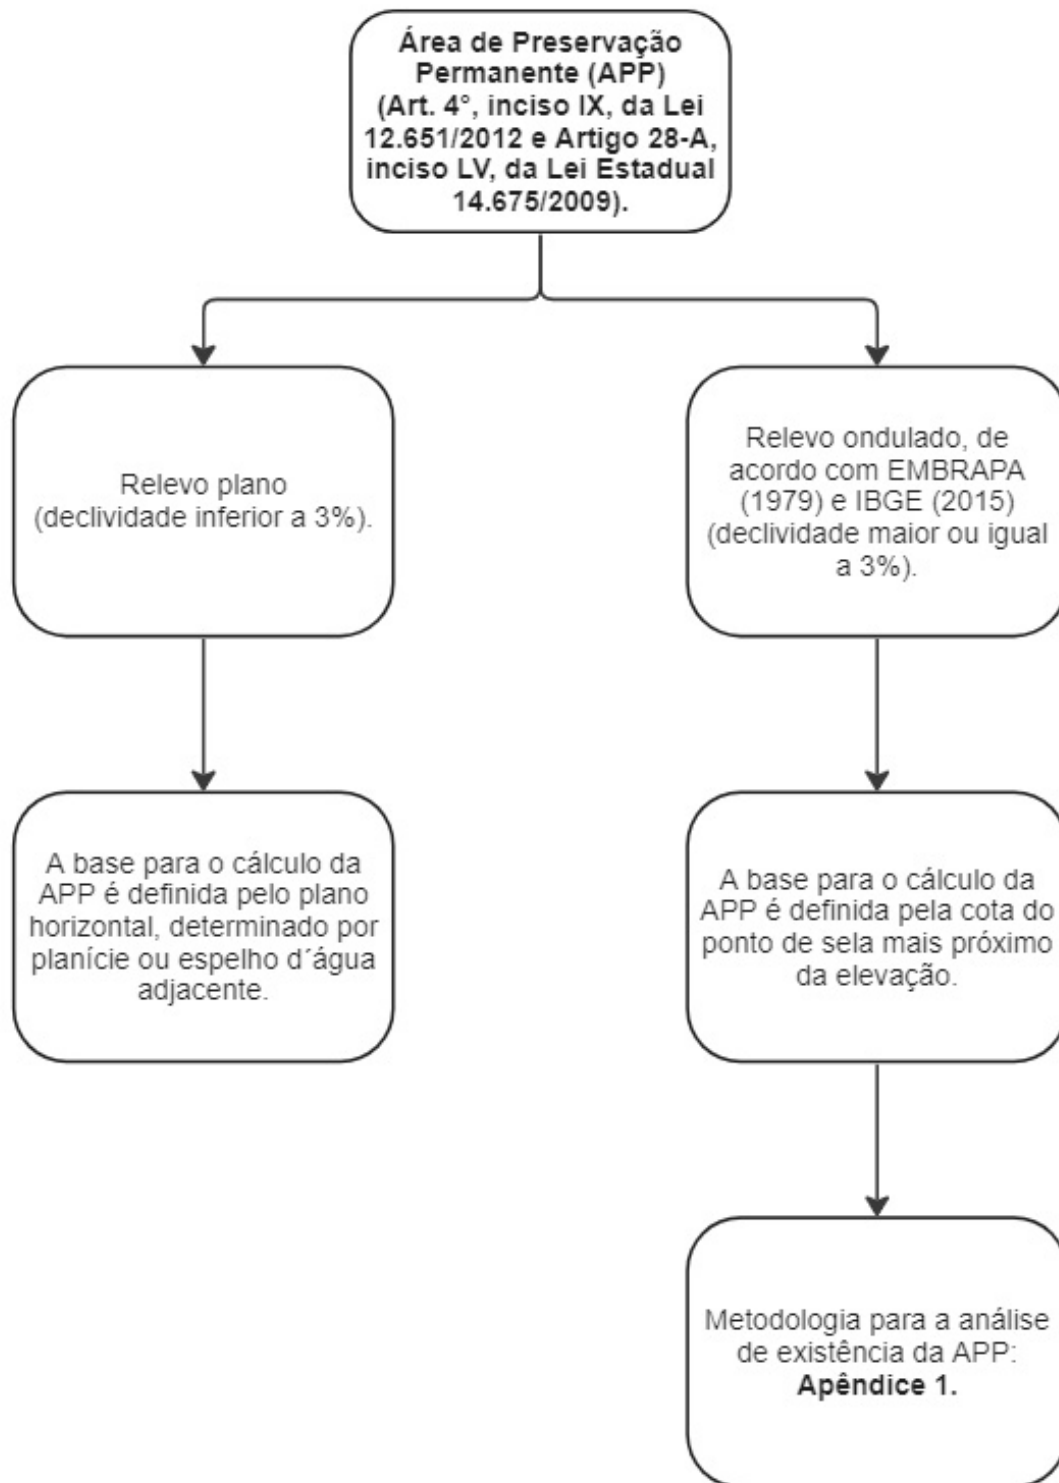 Área de Preservação
Permanente (APP)
(Art. 4°, inciso IX, da Lei
12.651/2012 e Artigo 28-A,
inciso LV, da Lei Estadual
14.675/2009).
Relevo plano
(declividade inferior a 3%).
Relevo ondulado, de
acordo com EMBRAPA
(1979) e IBGE (2015)
(declividade maior ou igual
a 3%).
A base para o cálculo da
APP é definida pelo plano
horizontal, determinado por
planície ou espelho d´água
adjacente.
A base para o cálculo da
APP é definida pela cota do
ponto de sela mais próximo
da elevação.
Metodologia para a análise
de existência da APP:
Apêndice 1.